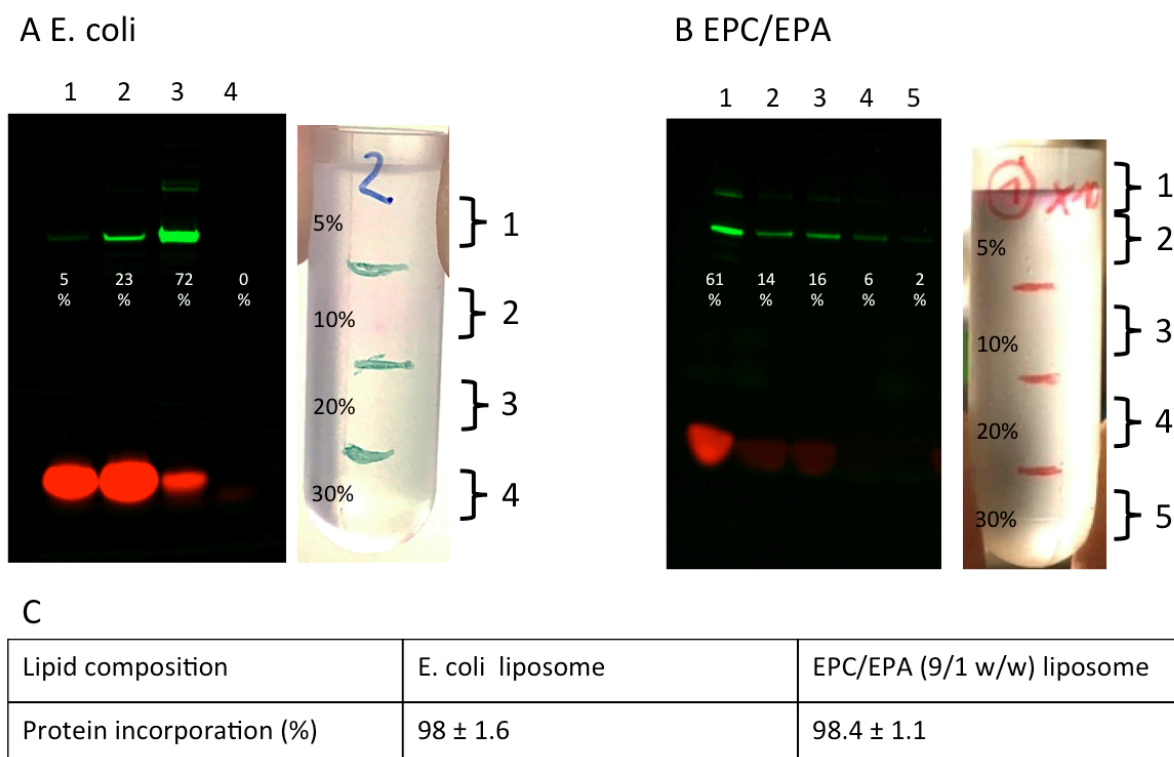 A E. coli
1 2 3 4
5 23 72 0
% % % %
2
5%
10%
20%
30%
1
2
3
4
B EPC/EPA
1 2 3 4 5
61 14 16 6 2
% % % % %
1
5%
10%
20%
30%
1
2
3
4
5
C
Lipid composition E. coli liposome EPC/EPA (9/1 w/w) liposome
Protein incorporation (%) 98 ± 1.6 98.4 ± 1.1